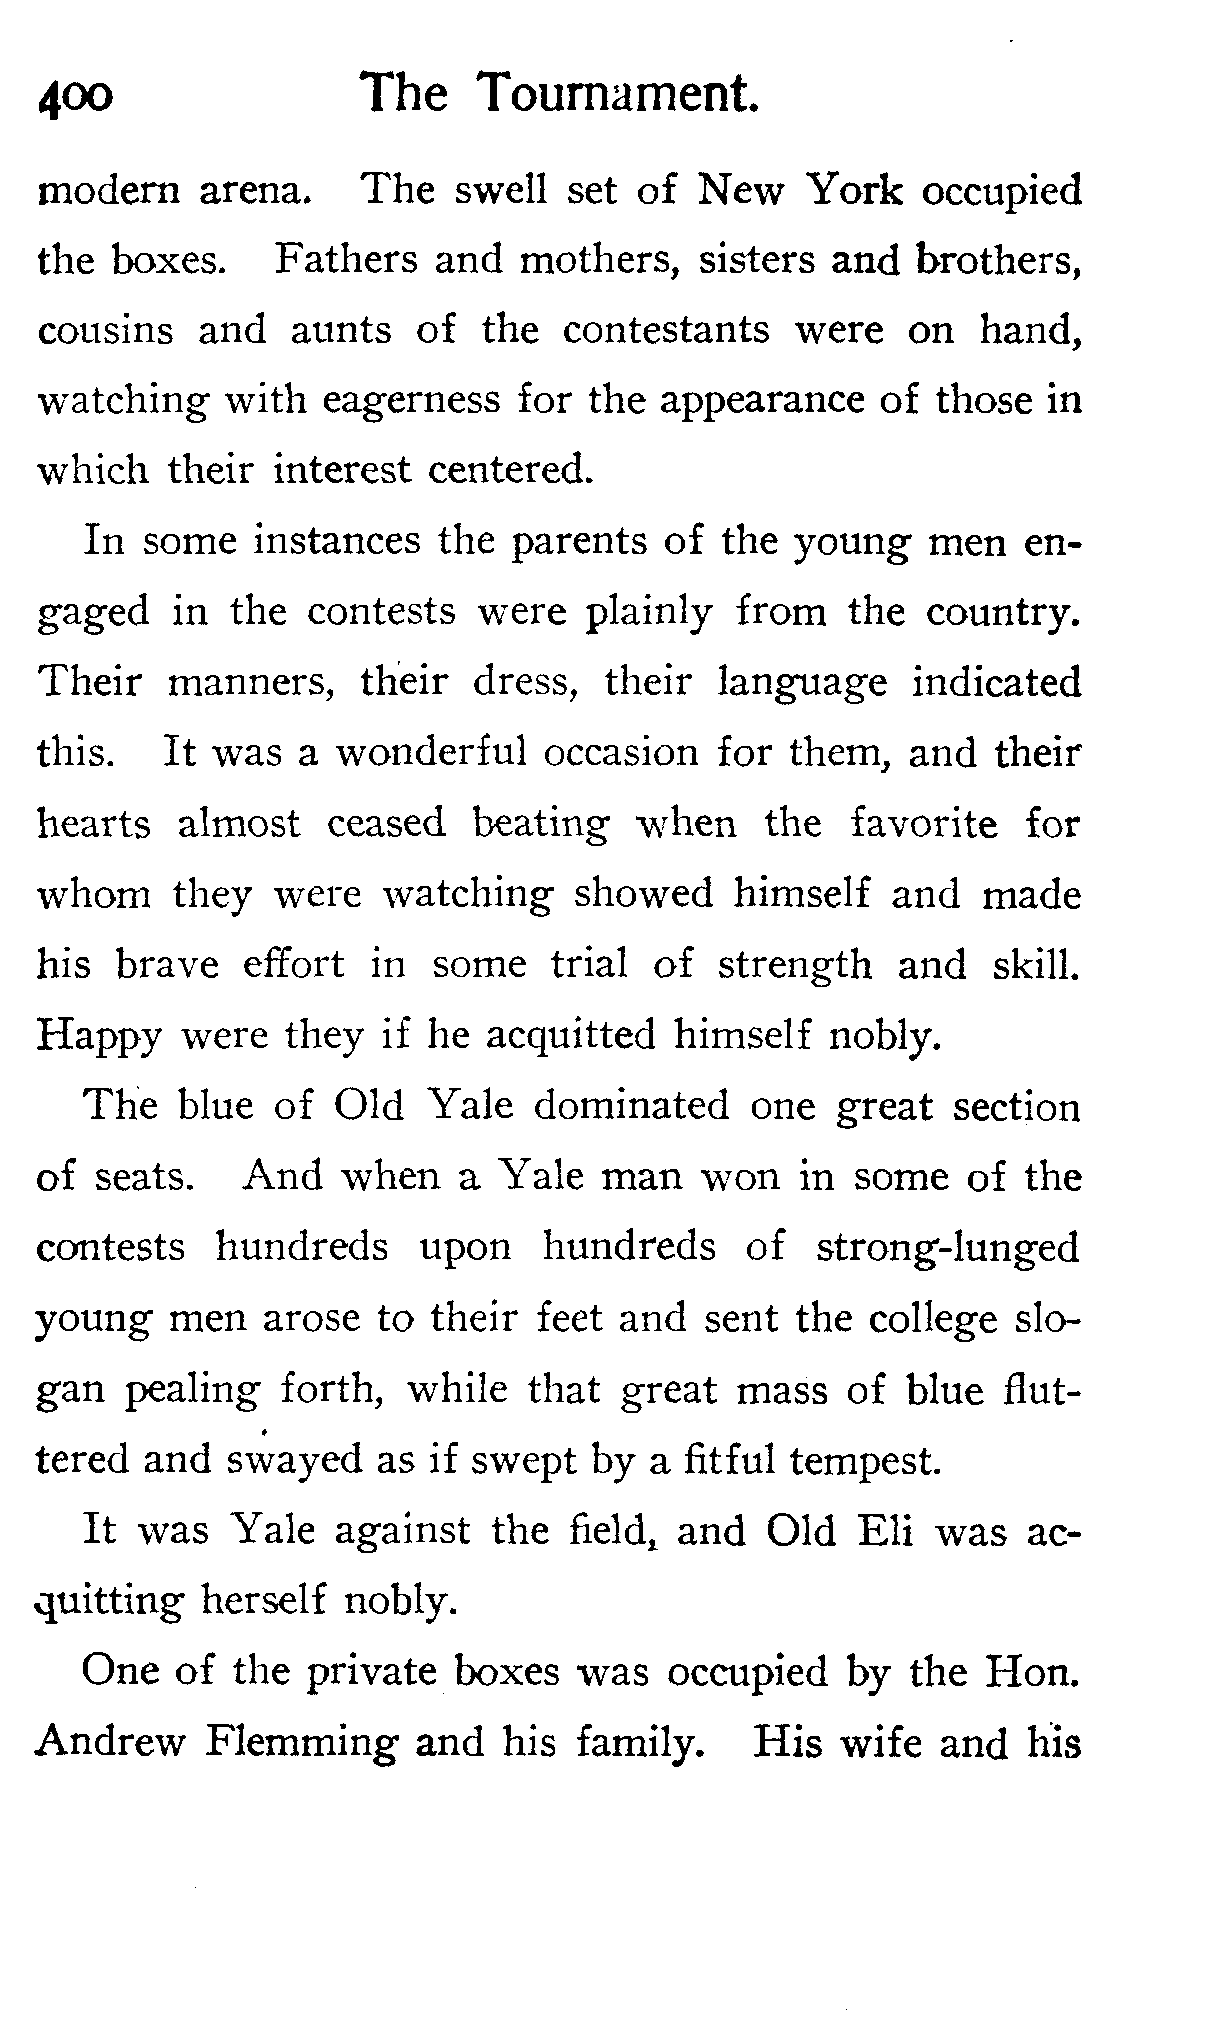 400 The Tournament.
modern arena. The swell set of New York occupied
the boxes. Fathers and mothers, sisters and brothers,
cousins and aunts of the contestants were on hand,
watching with eagerness for the appearance of those in
which their interest centered.
In some instances the parents of the young men en-
gaged in the contests were plainly from the country.
Their manners, their dress, their language indicated
this. It was a wonderful occasion for them, and their
hearts almost ceased beating when the favorite for
whom they were watching showed himself and made
his brave effort in some trial of strength and skill.
Happy were they if he acquitted himself nobly.
The blue of Old Yale dominated one great section
of seats. And when a Yale man won in some of the
contests hundreds upon hundreds of strong-lunged
young men arose to their feet and sent the college slo-
gan pealing forth, while that great mass of blue flut-
tered and swayed as if swept by a fitful tempest.
It was Yale against the field, and Old Eli was ac-
quitting herself nobly.
One of the private boxes was occupied by the Hon.
Andrew Flemming and his family. His wife and his